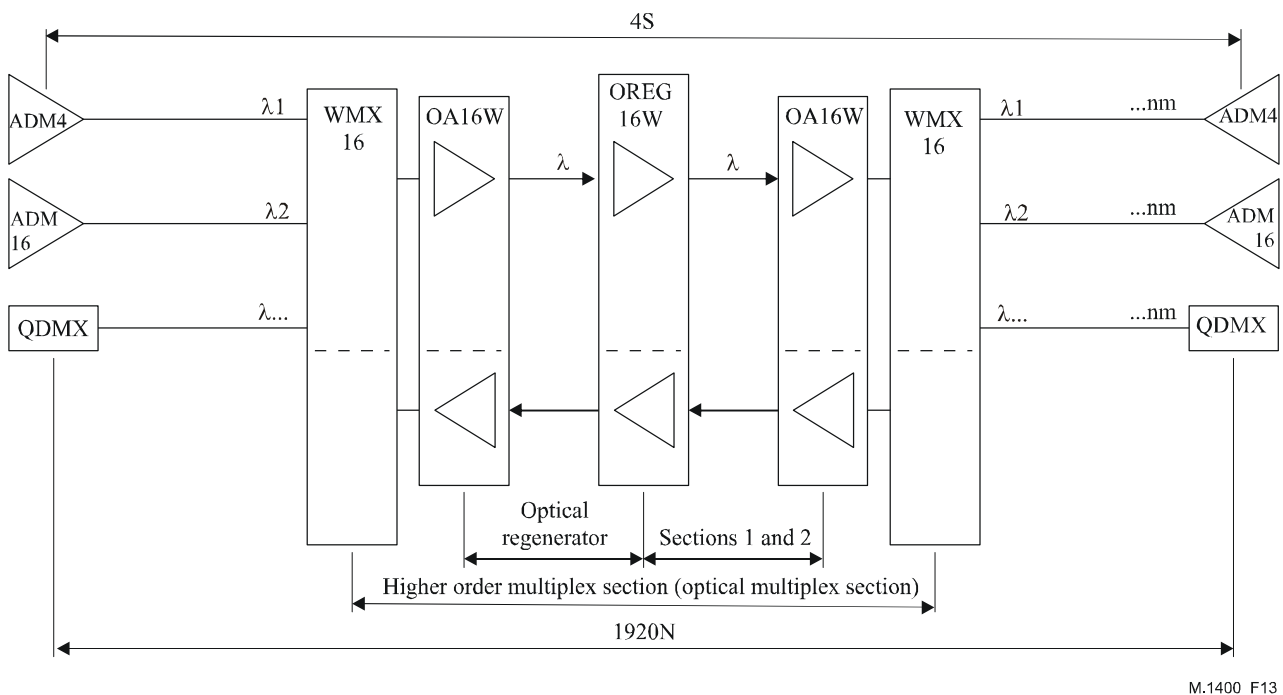 4S
ADM4
λ1
WMX
16
OA16W
OREG
16W
OA16W
WMX
16
λ1
...nm
ADM4
λ
λ
ADM
16
λ2
λ2
...nm
ADM
16
QDMX
λ...
λ...
...nm
QDMX
Optical
regenerator
Sections 1 and 2
Higher order multiplex section (optical multiplex section)
1920N
M.1400_F13